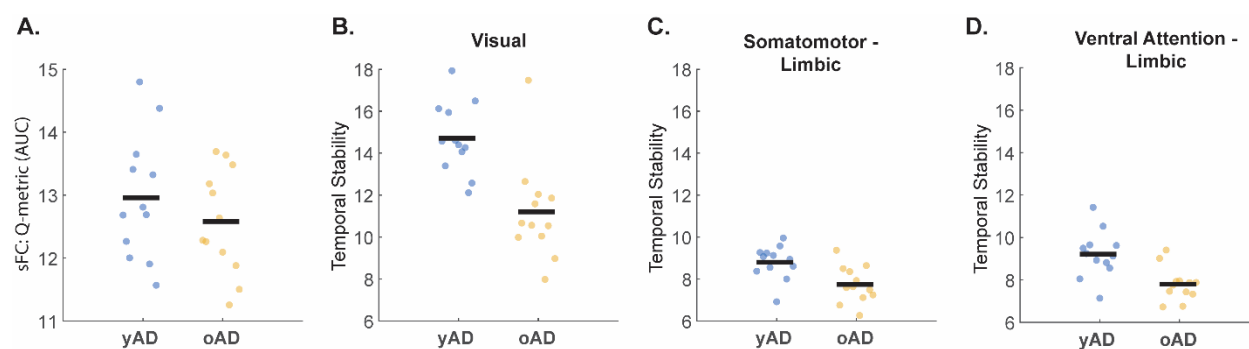 A.
sFC: Q-metric (AUC)
15
14
13
12
11
yAD oAD
B.
Visual
Temporal Stability
18
16
14
12
10
8
6
yAD oAD
C.
Somatomotor -
Limbic
Temporal Stability
18
16
14
12
10
8
6
yAD oAD
D.
Ventral Attention -
Limbic
Temporal Stability
18
16
14
12
10
8
6
yAD oAD